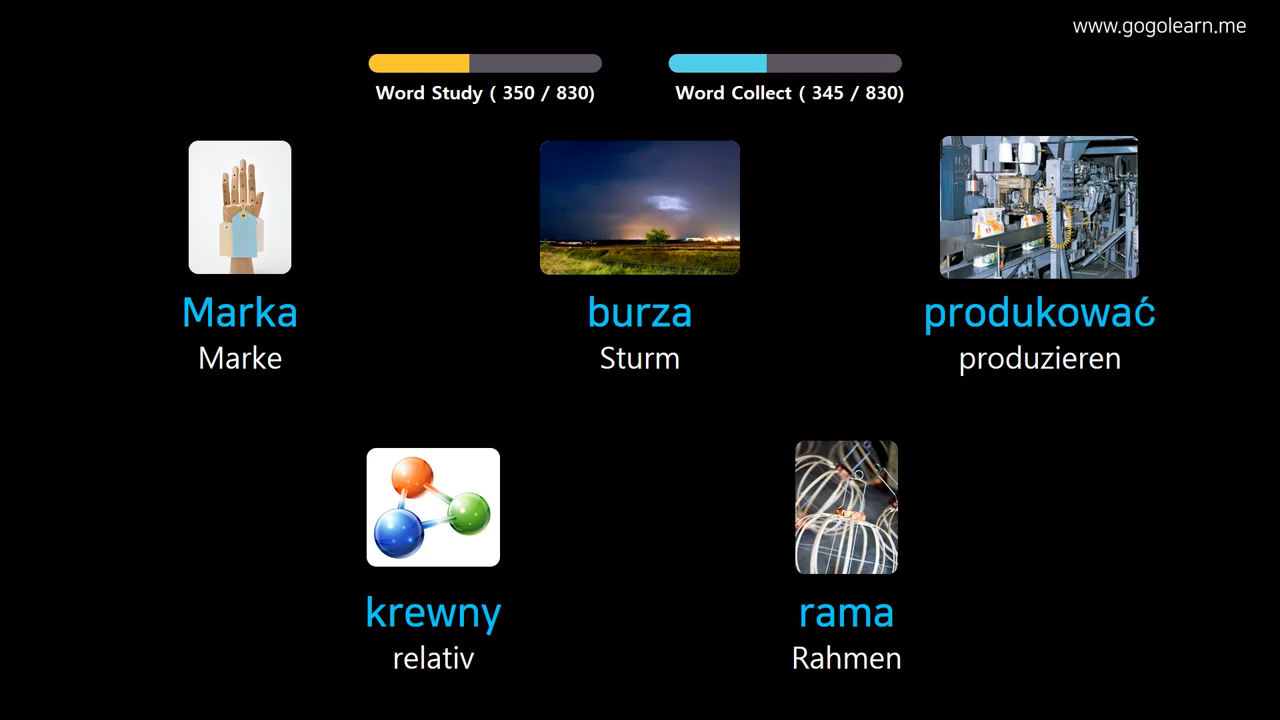 www.gogolearn.me
Word Study ( 350 / 830)
Word Collect ( 345 / 830)
Marka
Marke
burza
Sturm
produkować
produzieren
krewny
relativ
rama
Rahmen